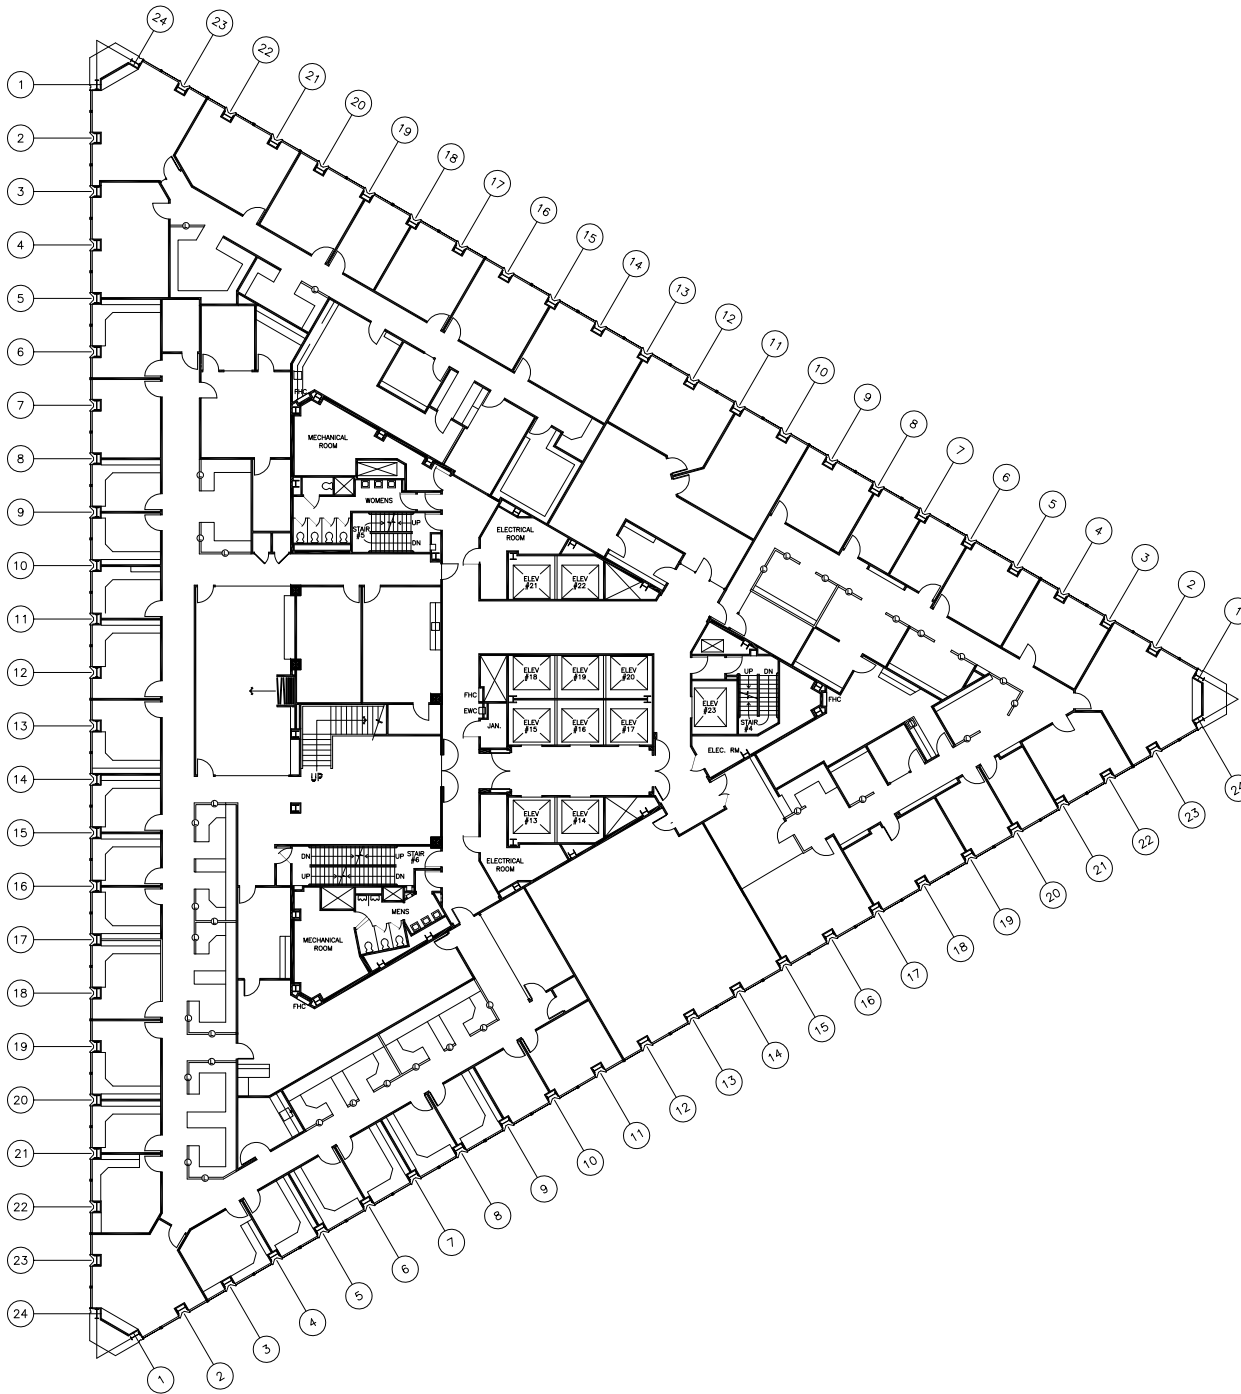 24
23
22
21
20
19
18
17
16
15
14
13
12
11
10
9
8
7
6
5
4
3
2
1
1
2
3
4
5
6
7
8
9
10
11
12
13
14
15
16
17
18
19
20
21
22
23
24
FHC
MECHANICAL
ROOM
WOMENS
STAIR
#5
UP
DN
ELECTRICAL
ROOM
ELEV
#21
ELEV
#22
ELEV
#18
ELEV
#19
ELEV
#20
FHC
EWC
JAN.
ELEV
#15
ELEV
#16
ELEV
#17
UP
DN
ELEV
#23
STAIR
#4
FHC
ELEC. RM
UP
ELEV
#13
ELEV
#14
DN
UP
STAIR
#6
UP
DN
ELECTRICAL
ROOM
MENS
MECHANICAL
ROOM
FHC
24
23
22
21
20
19
18
17
16
15
14
13
12
11
10
9
8
7
6
5
4
3
2
1